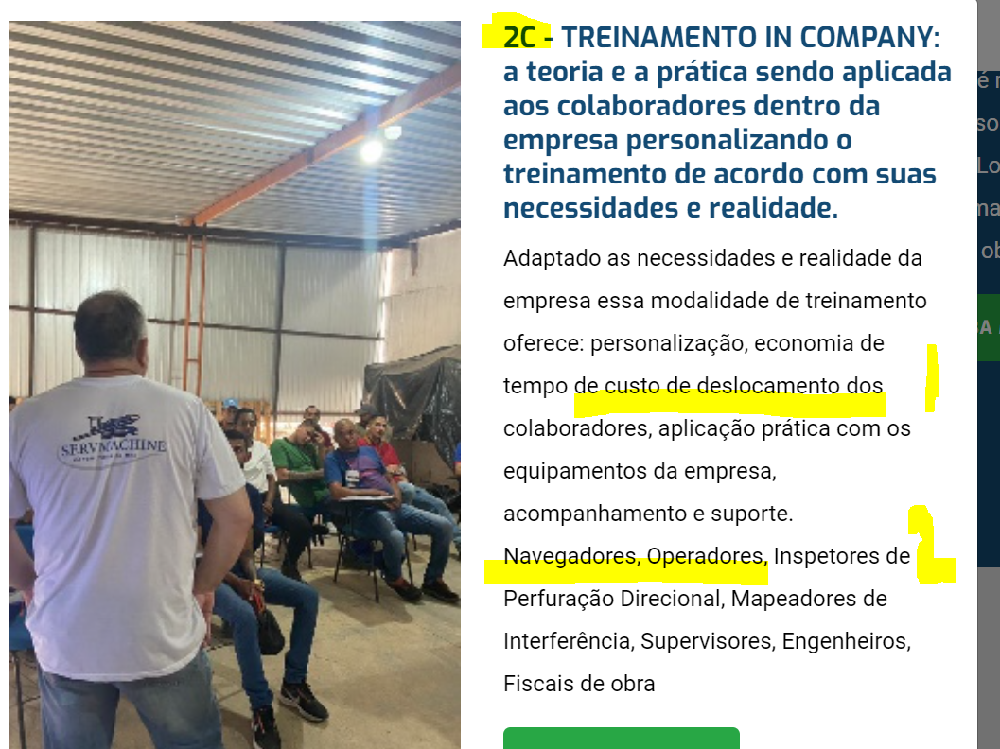 2C - TREINAMENTO IN COMPANY:
a teoria e a prática sendo aplicada
aos colaboradores dentro da
empresa personalizando o
treinamento de acordo com suas
necessidades e realidade.
Adaptado as necessidades e realidade da
empresa essa modalidade de treinamento
oferece: personalização, economia de
tempo de custo de deslocamento dos
colaboradores, aplicação prática com os
equipamentos da empresa,
acompanhamento e suporte.
Navegadores, Operadores, Inspetores de
Perfuração Direcional, Mapeadores de
Interferência, Supervisores, Engenheiros,
Fiscais de obra
SERVMACHINE
1
2